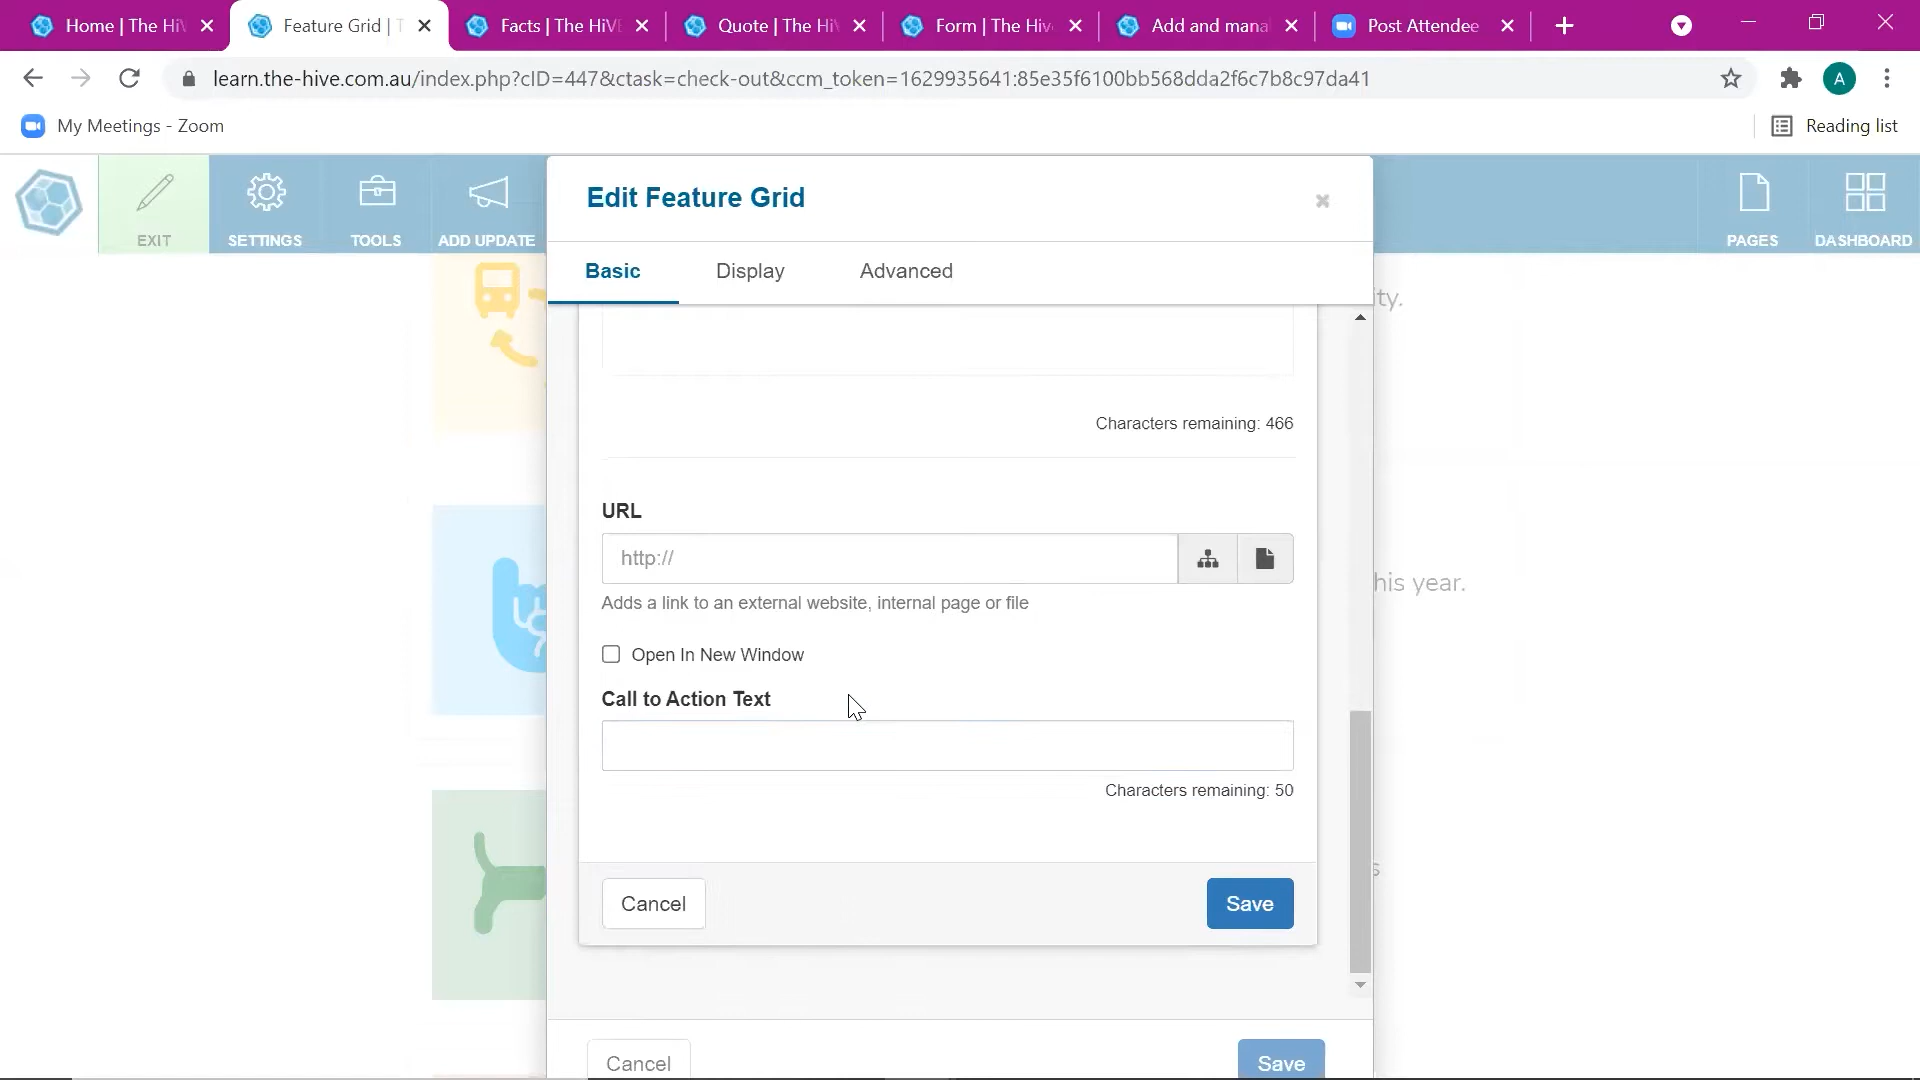 Home | The Hi
Feature Grid | T
Facts | The HiVE
Quote | The Hi
Form | The Hiv
Add and mana
Post Attendee
learn.the-hive.com.au/index.php?cID=447&ctask=check-out&ccm_token=1629935641:85e35f6100bb568dda2f6c7b8c97da41
A
My Meetings - Zoom
Reading list
EXIT
SETTINGS
TOOLS
ADD UPDATE
PAGES
DASHBOARD
Edit Feature Grid
Basic
Display
Advanced
ity.
Characters remaining: 466
URL
http://
Adds a link to an external website, internal page or file
his year.
Open In New Window
Call to Action Text
Characters remaining: 50
s
Cancel
Save
Cancel
Save